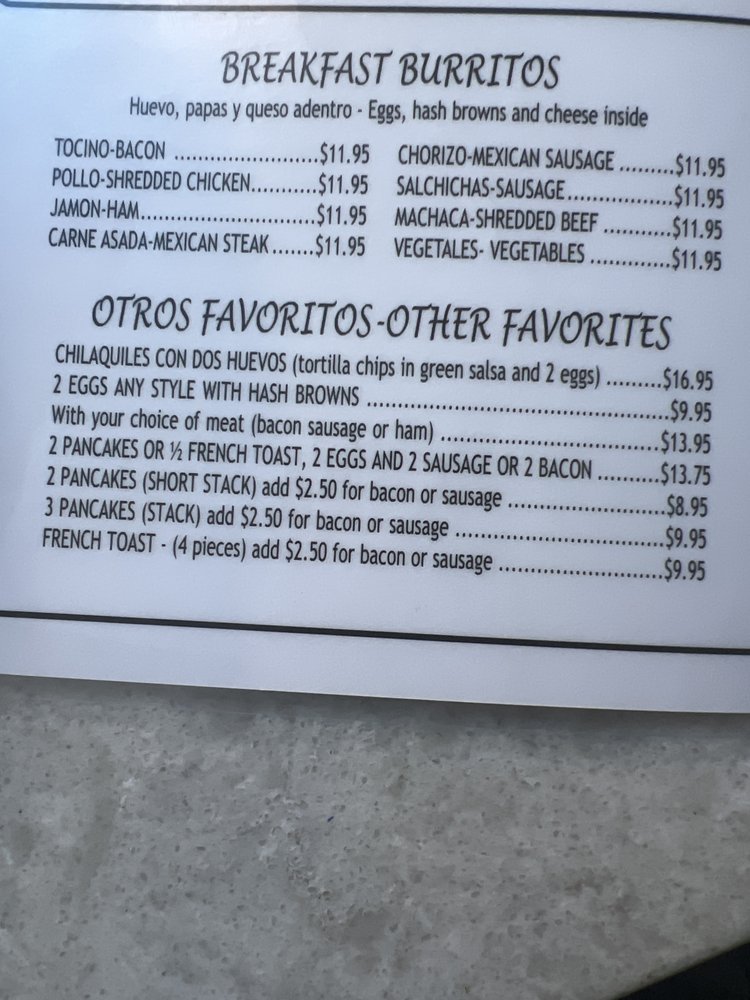 BREAKFAST BURRITOS
Huevo, papas y queso adentro - Eggs, hash browns and cheese inside
TOCINO-BACON ........................$11.95
POLLO-SHREDDED CHICKEN...........$11.95
JAMON-HAM.............................$11.95
CARNE ASADA-MEXICAN STEAK .......$11.95
CHORIZO-MEXICAN SAUSAGE .........$11.95
SALCHICHAS-SAUSAGE..................$11.95
MACHACA-SHREDDED BEEF ...........$11.95
VEGETALES- VEGETABLES .............$11.95
OTROS FAVORITOS-OTHER FAVORITES
CHILAQUILES CON DOS HUEVOS (tortilla chips in green salsa and 2 eggs) .........$16.95
2 EGGS ANY STYLE WITH HASH BROWNS ..................................................$9.95
With your choice of meat (bacon sausage or ham) ....................................$13.95
2 PANCAKES OR ½ FRENCH TOAST, 2 EGGS AND 2 SAUSAGE OR 2 BACON ..........$13.75
2 PANCAKES (SHORT STACK) add $2.50 for bacon or sausage ..........................$8.95
3 PANCAKES (STACK) add $2.50 for bacon or sausage ..................................$9.95
FRENCH TOAST - (4 pieces) add $2.50 for bacon or sausage ...........................$9.95